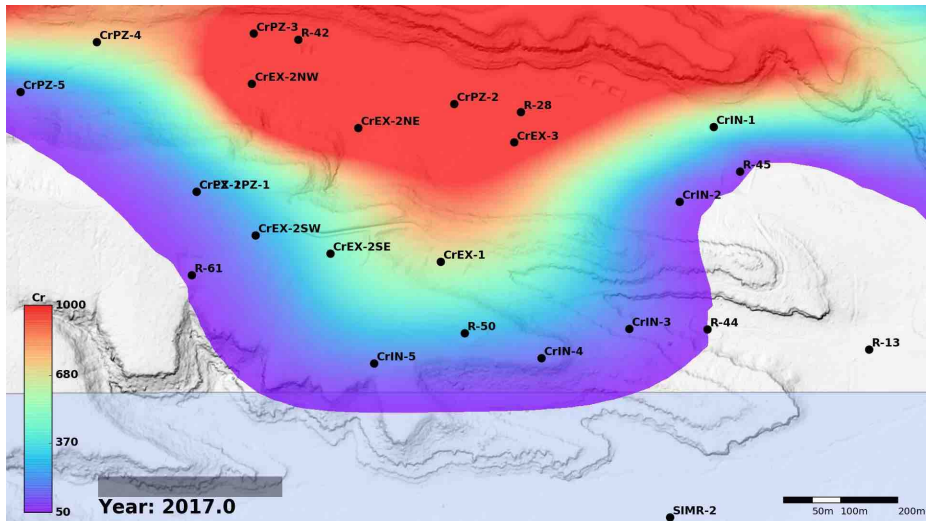 CrPZ-3
R-42
CrPZ-4
CrEX-2NW
CrPZ-5
CrPZ-2
R-28
CrEX-2NE
CrIN-1
CrEX-3
R-45
CrIN-2
CrEX-2SW
CrEX-2SE
CrEX-1
R-61
Cr
1000
R-50
CrIN-3
R-44
R-13
CrIN-4
CrIN-5
680
370
50
Year: 2017.0
50m 100m 200m
SIMR-2